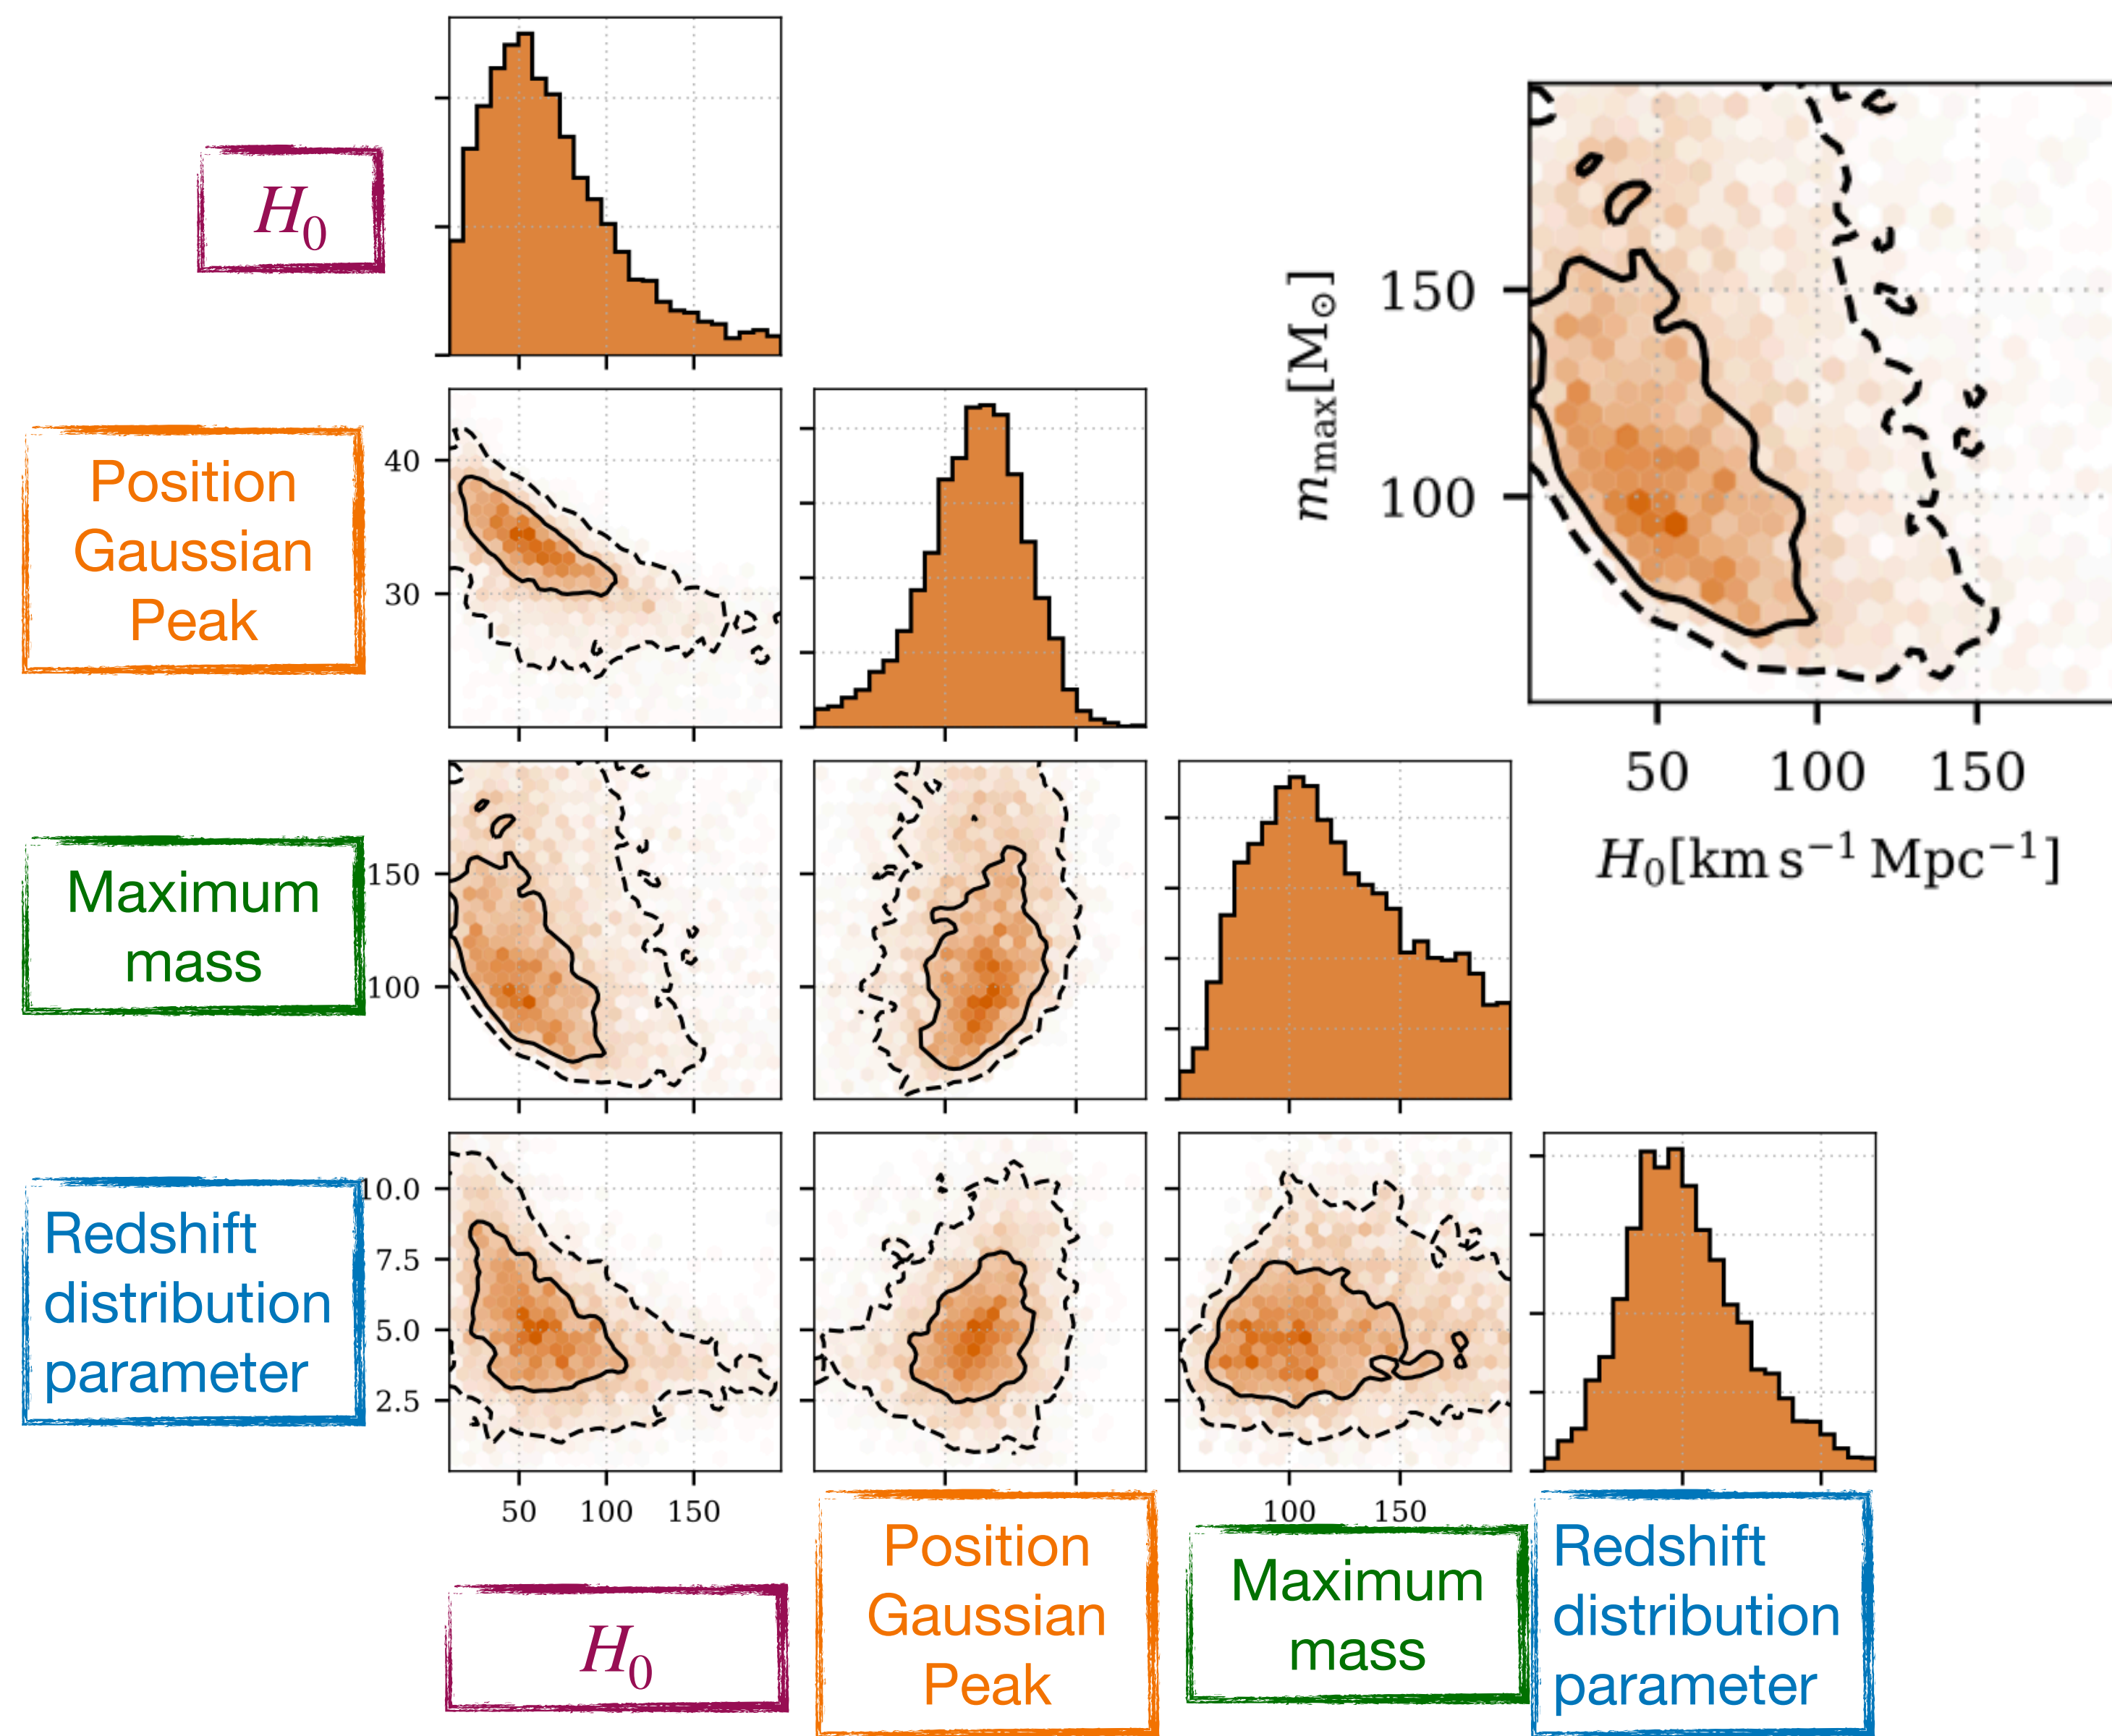 H₀
Position
Gaussian
Peak
40
30
m_max[M⊙]
150
100
50 100 150
H₀[km s⁻¹ Mpc⁻¹]
Maximum
mass
150
100
Redshift
distribution
parameter
10.0
7.5
5.0
2.5
50 100 150
100 150
H₀
Position
Gaussian
Peak
Maximum
mass
Redshift
distribution
parameter